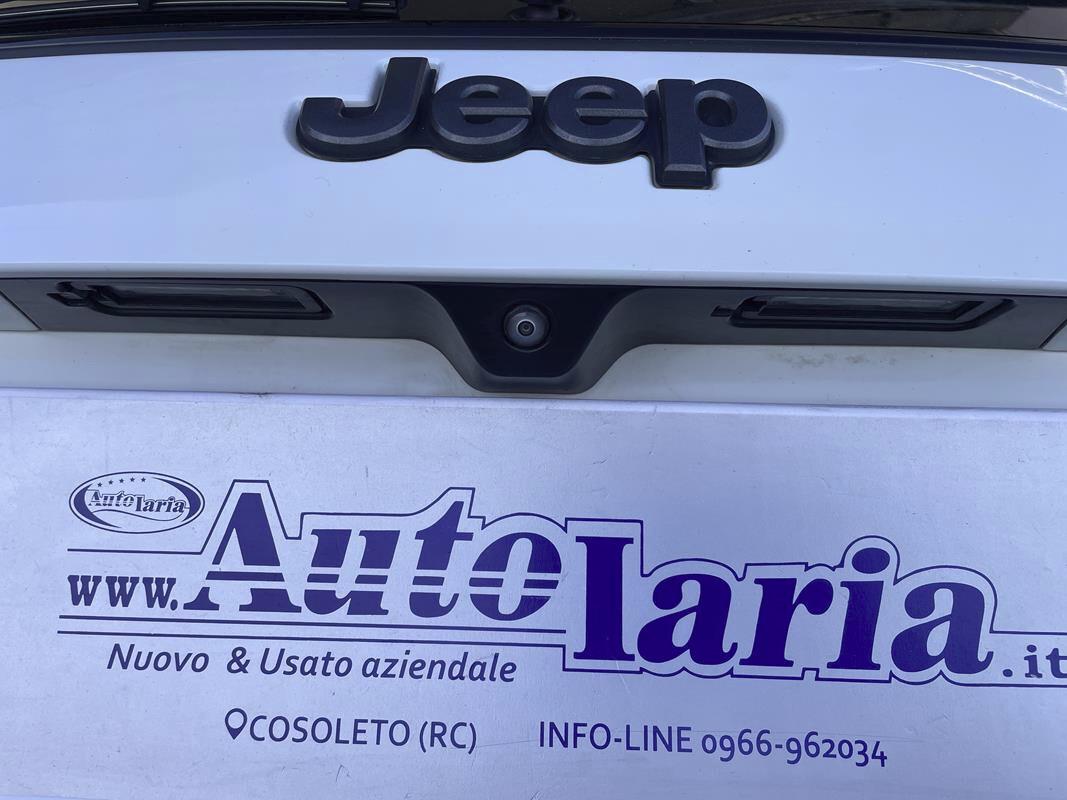 Jeep
AutoIaria
www.AutoIaria.it
Nuovo & Usato aziendale
COSOLETO (RC) INFO-LINE 0966-962034